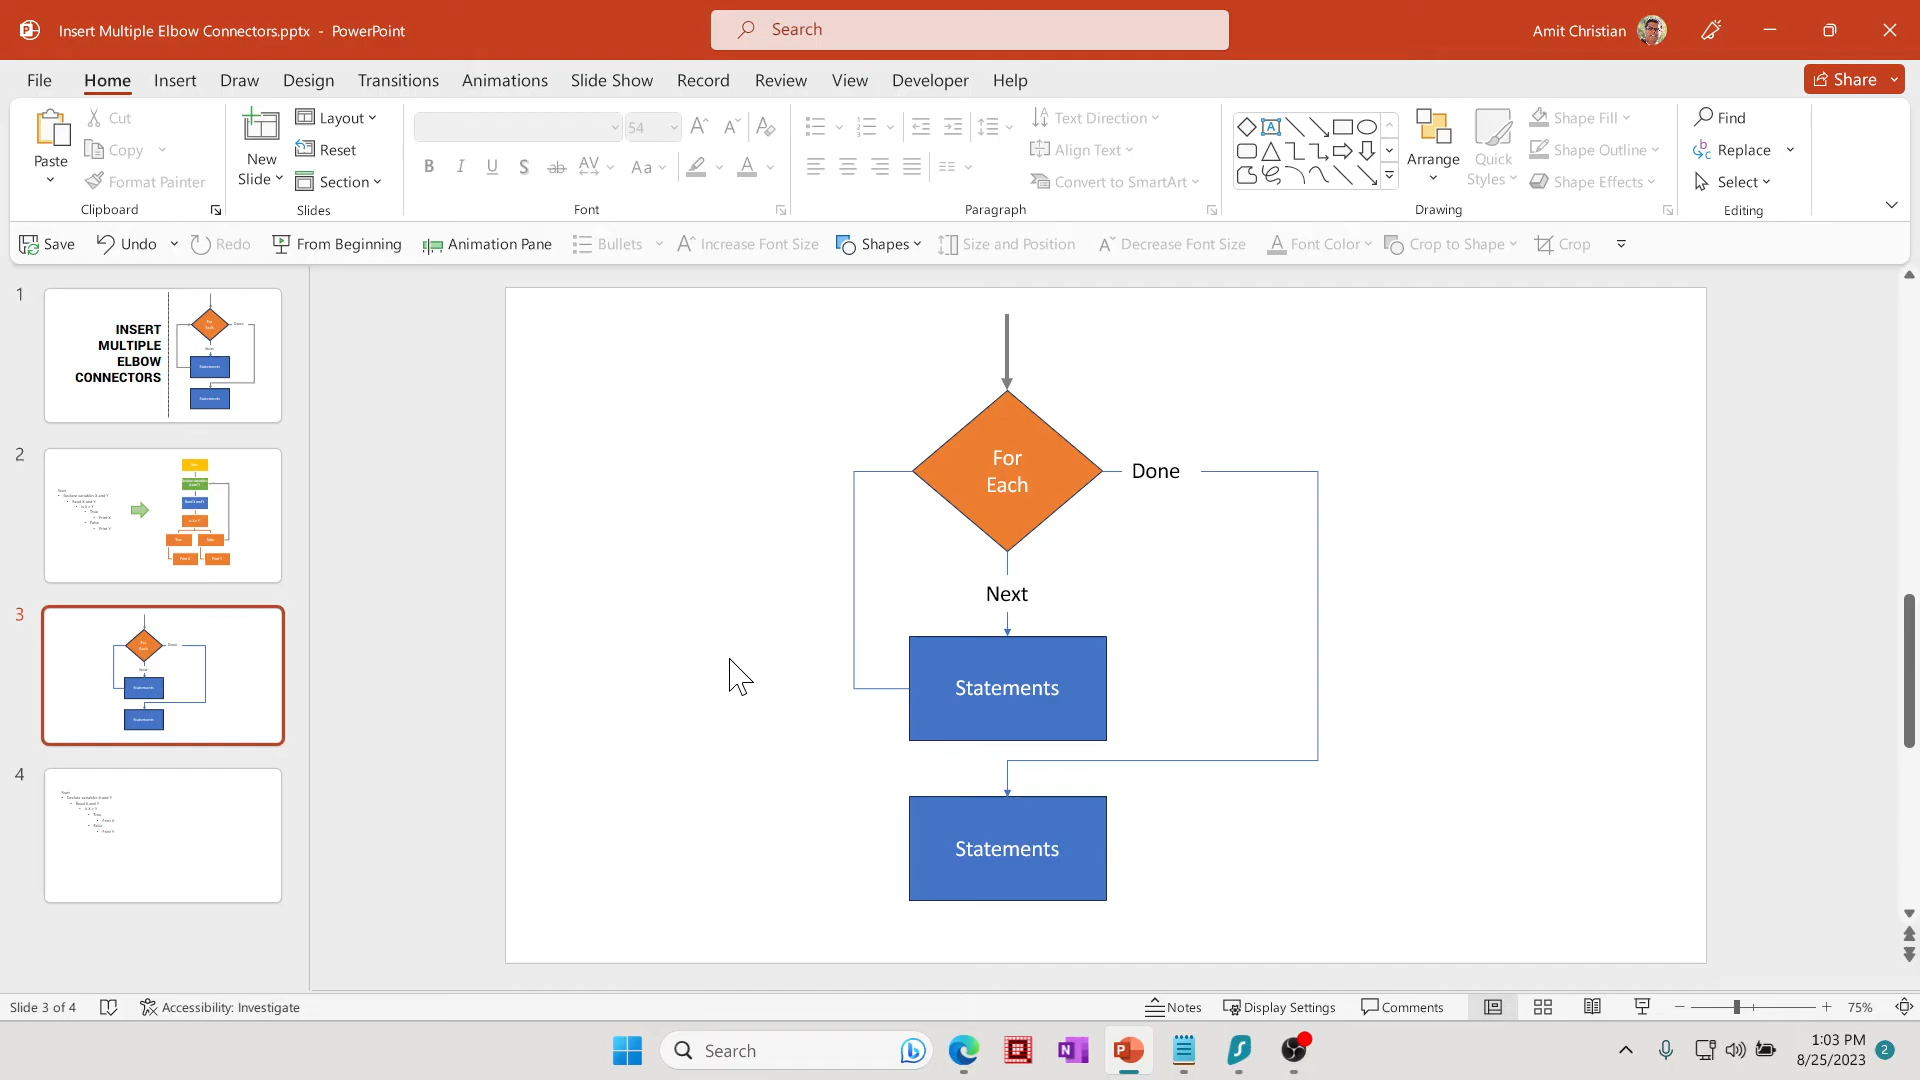 Insert Multiple Elbow Connectors.pptx - PowerPoint
Search
Amit Christian
File Home Insert Draw Design Transitions Animations Slide Show Record Review View Developer Help
Share
Paste
Cut
Copy
Format Painter
Clipboard
New
Slide
Layout
Reset
Section
Slides
54
B I U S ab AV Aa A
Font
Paragraph
Text Direction
Align Text
Convert to SmartArt
Arrange
Quick
Styles
Shape Fill
Shape Outline
Shape Effects
Drawing
Find
Replace
Select
Editing
Save Undo Redo From Beginning Animation Pane Bullets Increase Font Size Shapes Size and Position Decrease Font Size Font Color Crop to Shape Crop
1
INSERT
MULTIPLE
ELBOW
CONNECTORS
2
3
4
For
Each
Done
Next
Statements
Statements
Slide 3 of 4
Accessibility: Investigate
Notes
Display Settings
Comments
75%
Search
1:03 PM
8/25/2023
2